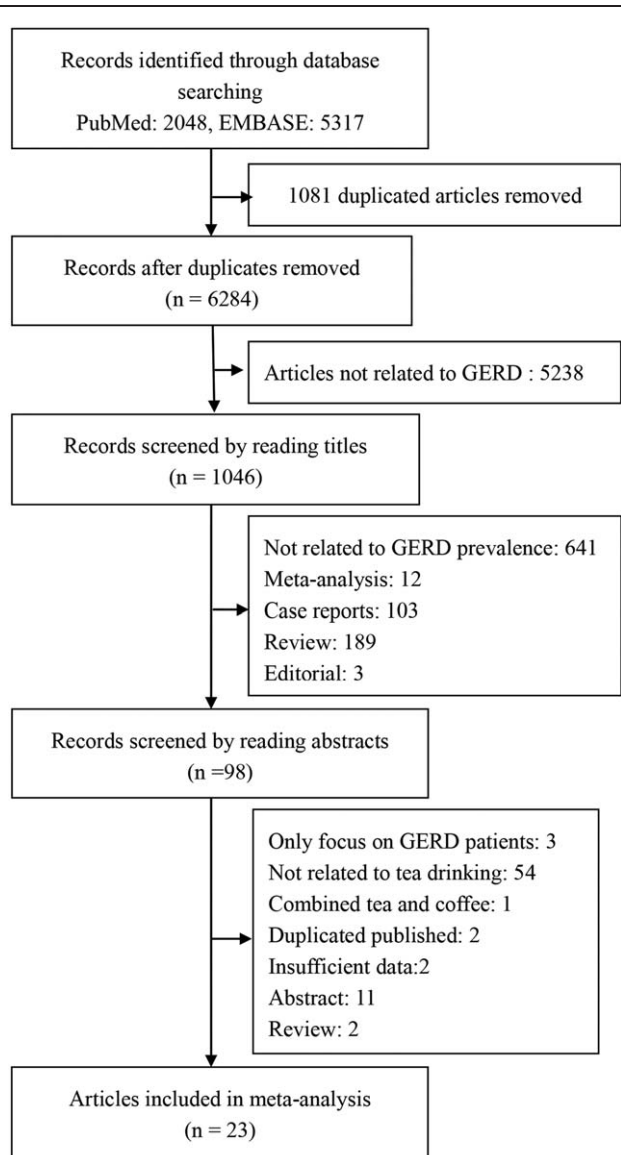 Records identified through database
searching
PubMed: 2048, EMBASE: 5317
1081 duplicated articles removed
Records after duplicates removed
(n = 6284)
Articles not related to GERD : 5238
Records screened by reading titles
(n = 1046)
Not related to GERD prevalence: 641
Meta-analysis: 12
Case reports: 103
Review: 189
Editorial: 3
Records screened by reading abstracts
(n =98)
Only focus on GERD patients: 3
Not related to tea drinking: 54
Combined tea and coffee: 1
Duplicated published: 2
Insufficient data:2
Abstract: 11
Review: 2
Articles included in meta-analysis
(n = 23)